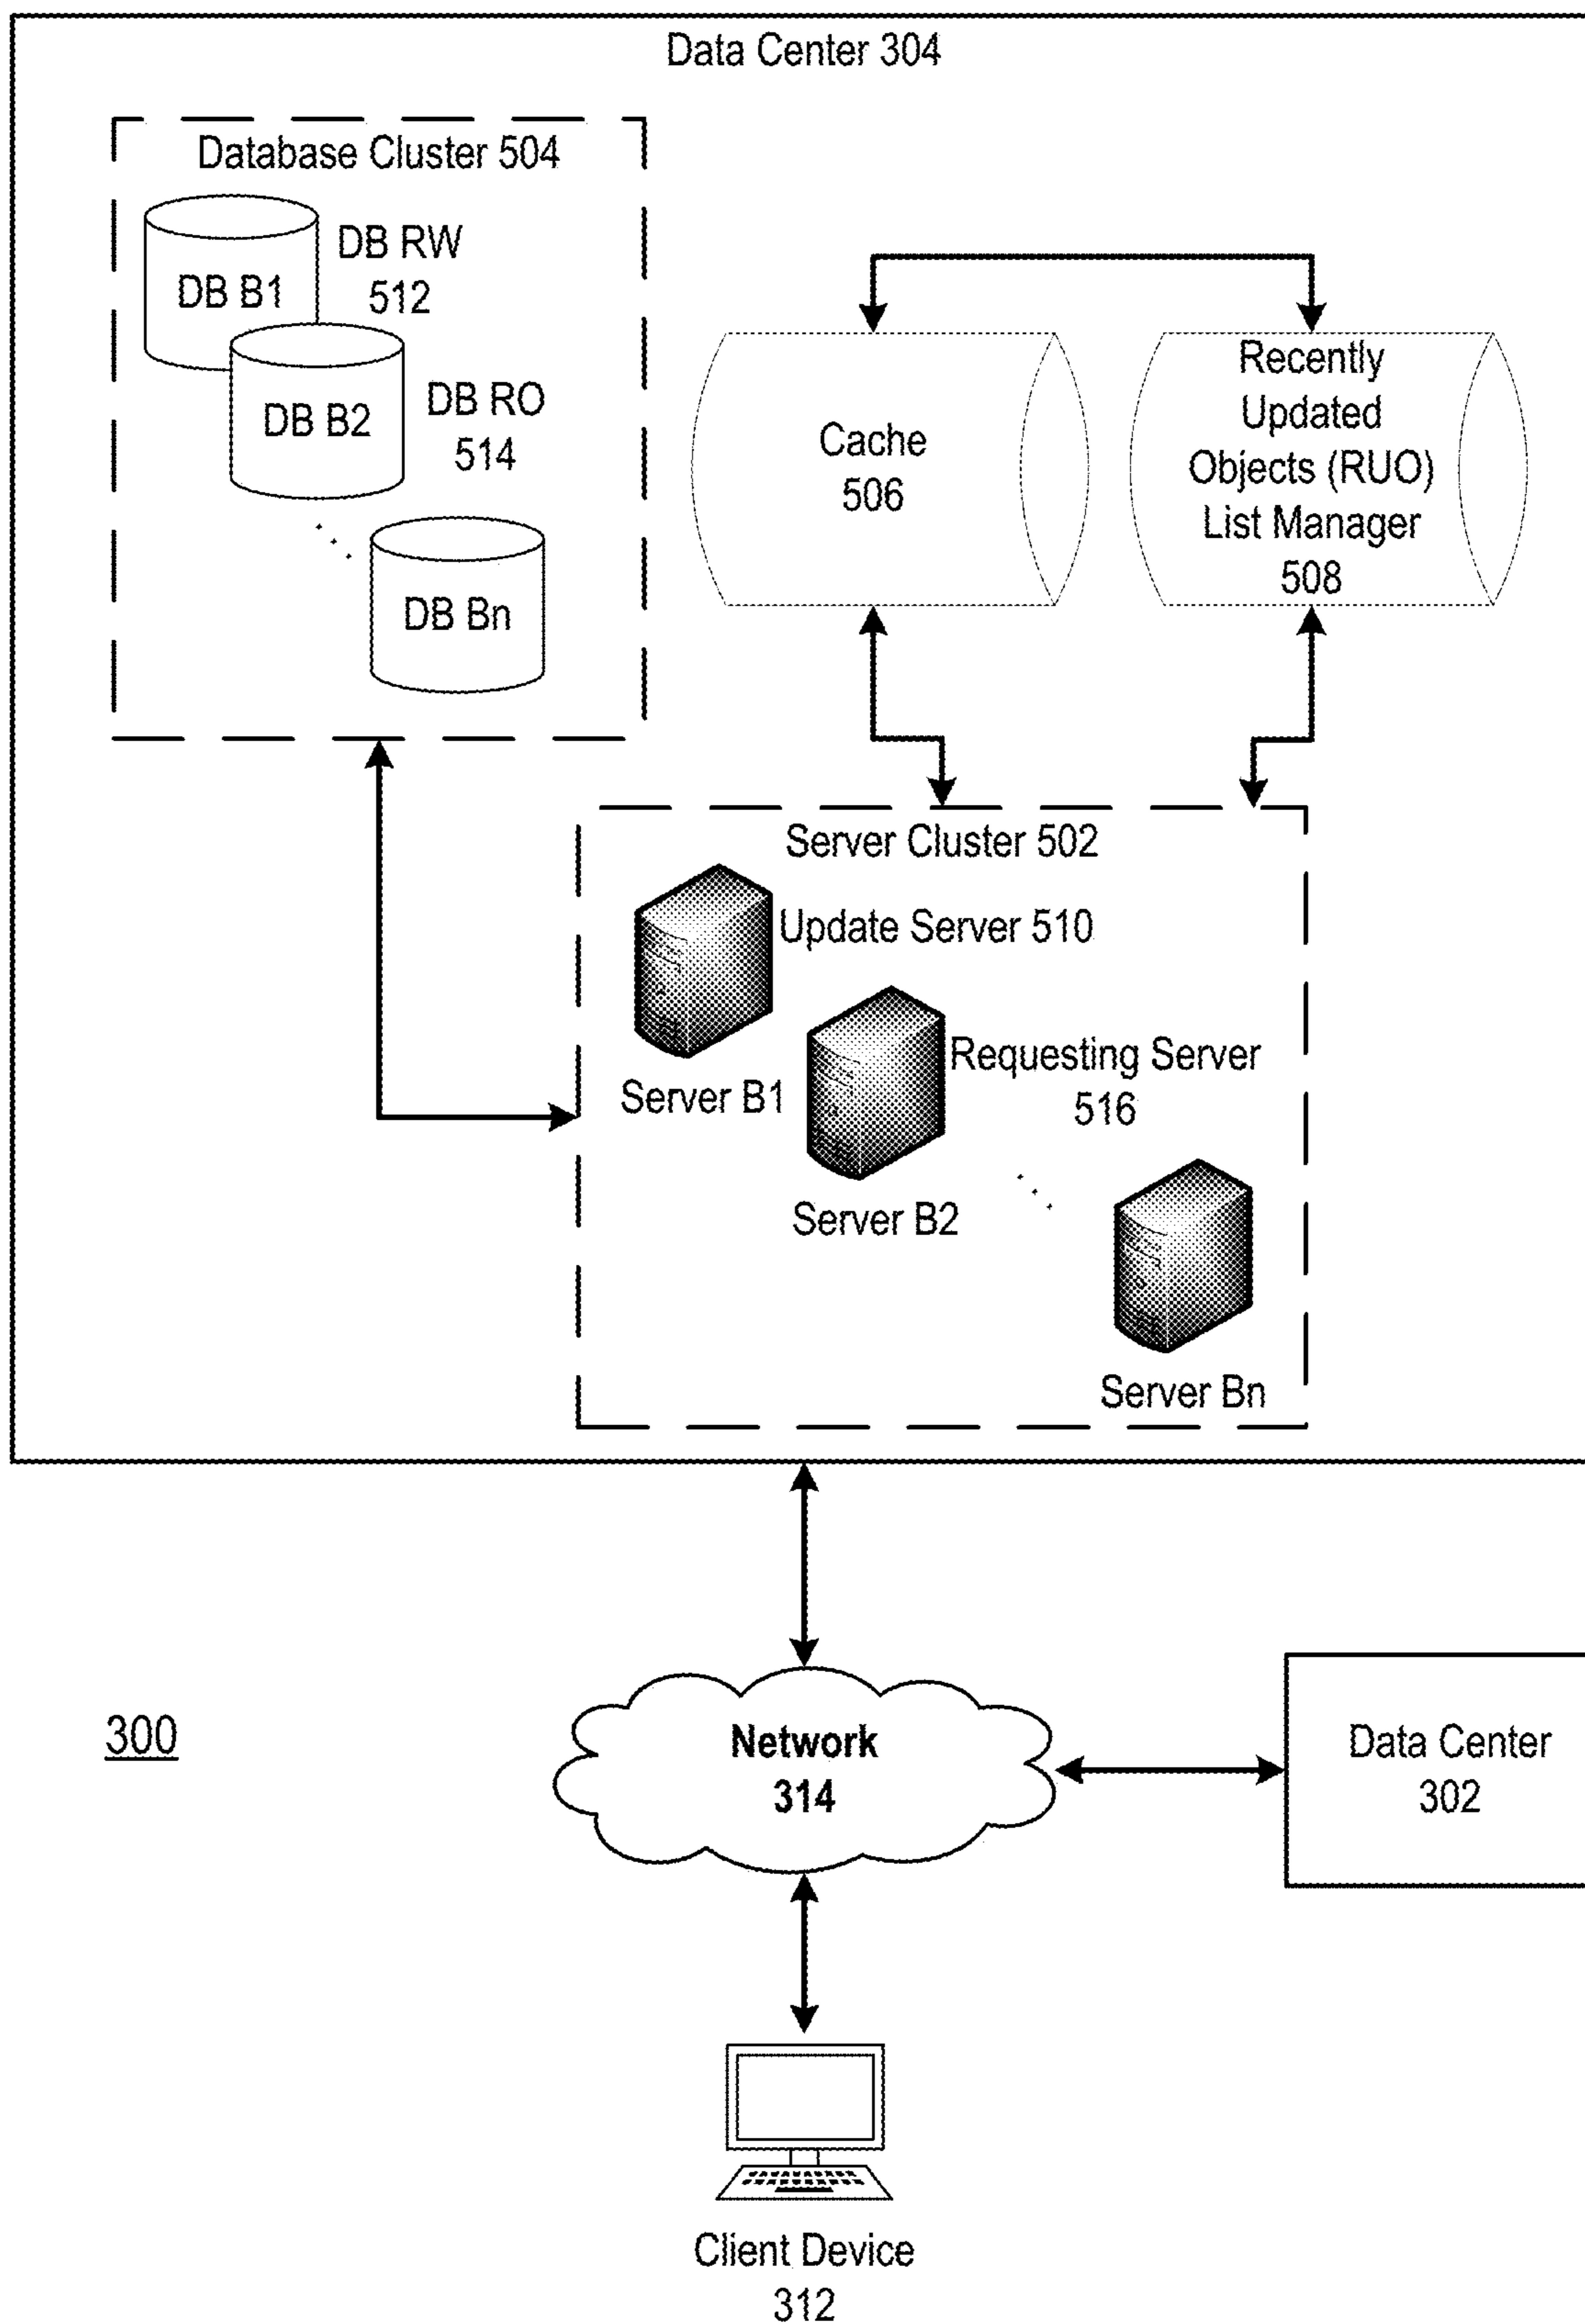 Data Center 304
Database Cluster 504
DB B1
DB RW
512
DB B2
DB RO
514
DB Bn
Cache
506
Recently
Updated
Objects (RUO)
List Manager
508
Server Cluster 502
Update Server 510
Server B1
Requesting Server
516
Server B2
Server Bn
300
Network
314
Data Center
302
Client Device
312